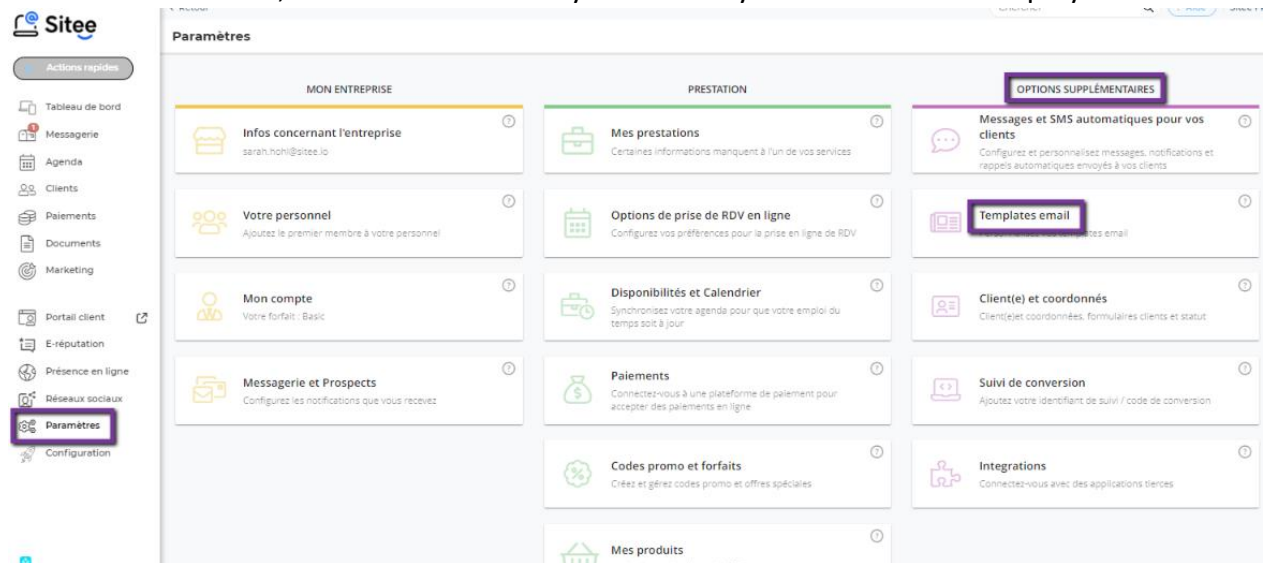 Sitee
Paramètres
Actions rapides
Tableau de bord
Messagerie
Agenda
Clients
Paiements
Documents
Marketing
Portail client
E-réputation
Présence en ligne
Réseaux sociaux
Paramètres
Configuration
MON ENTREPRISE
Infos concernant l'entreprise
sarah.hohl@sitee.io
Votre personnel
Ajoutez le premier membre à votre personnel
Mon compte
Votre forfait : Basic
Messagerie et Prospects
Configurez les notifications que vous recevez
PRESTATION
Mes prestations
Certaines informations manquent à l'un de vos services
Options de prise de RDV en ligne
Configurez vos préférences pour la prise en ligne de RDV
Disponibilités et Calendrier
Synchronisez votre agenda pour que votre emploi du
temps soit à jour
Paiements
Connectez-vous à une plateforme de paiement pour
accepter des paiements en ligne
Codes promo et forfaits
Créez et gérez codes promo et offres spéciales
Mes produits
OPTIONS SUPPLÉMENTAIRES
Messages et SMS automatiques pour vos
clients
Configurez et personnalisez messages, notifications et
rappels automatiques envoyés à vos clients
Templates email
templates email
Client(e) et coordonnés
Client(e)et coordonnées, formulaires clients et statut
Suivi de conversion
Ajoutez votre identifiant de suivi / code de conversion
Integrations
Connectez-vous avec des applications tierces